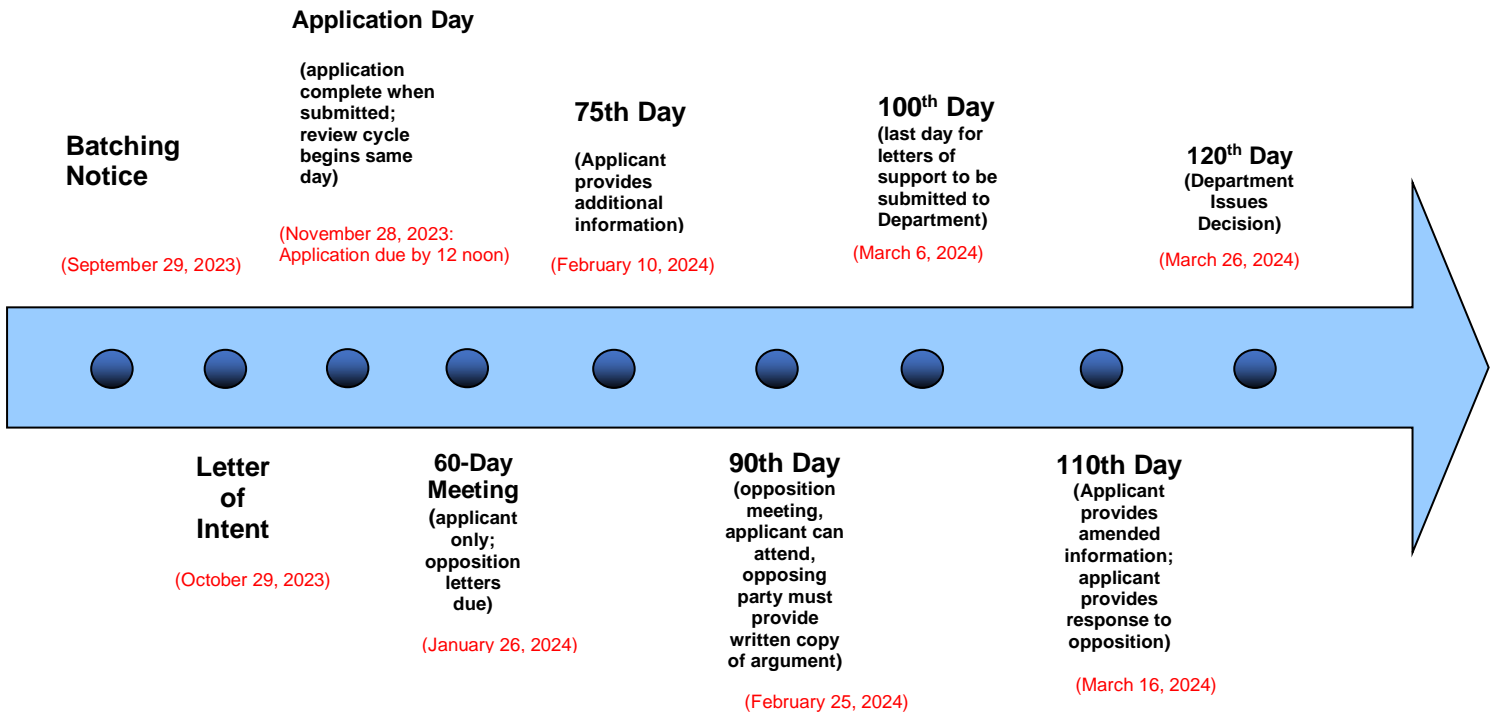 Batching
Notice
(September 29, 2023)
Letter
of
Intent
(October 29, 2023)
Application Day
(application
complete when
submitted;
review cycle
begins same
day)
(November 28, 2023:
Application due by 12 noon)
60-Day
Meeting
(applicant
only;
opposition
letters
due)
(January 26, 2024)
75th Day
(Applicant
provides
additional
information)
(February 10, 2024)
90th Day
(opposition
meeting,
applicant can
attend,
opposing
party must
provide
written copy
of argument)
(February 25, 2024)
100th Day
(last day for
letters of
support to be
submitted to
Department)
(March 6, 2024)
110th Day
(Applicant
provides
amended
information;
applicant
provides
response to
opposition)
(March 16, 2024)
120th Day
(Department
Issues
Decision)
(March 26, 2024)